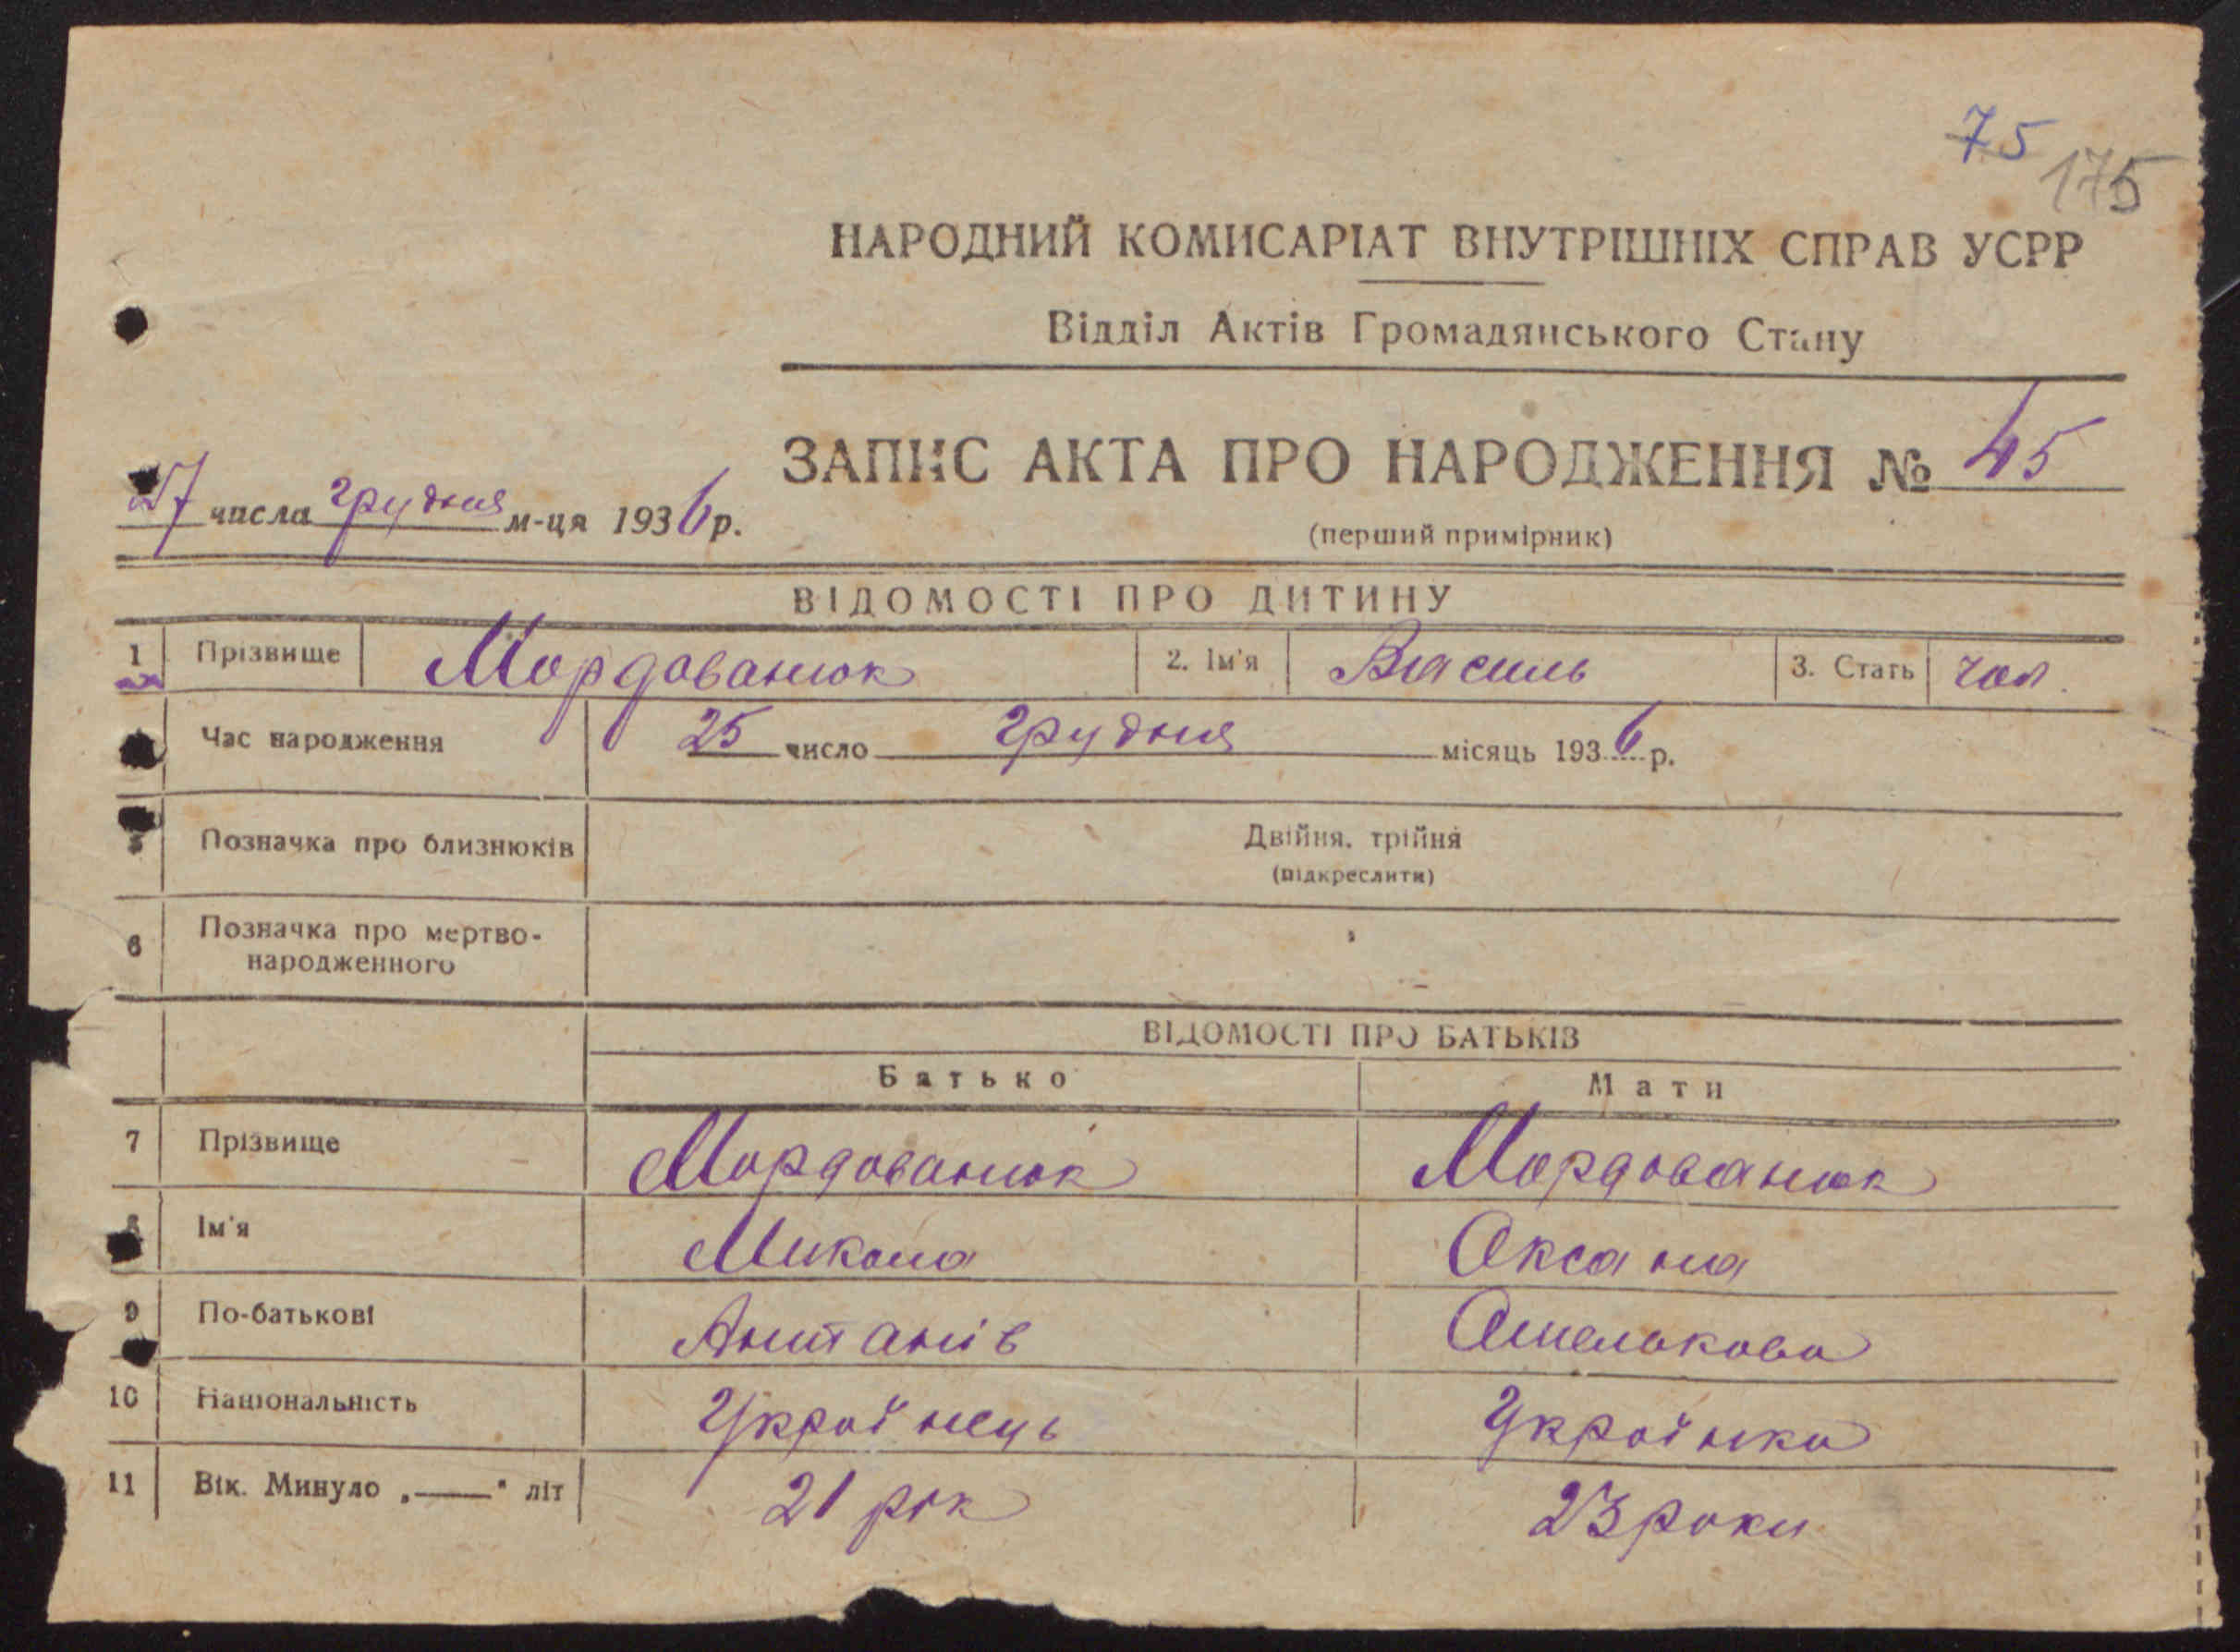 75
175
НАРОДНИЙ КОМИСАРІАТ ВНУТРІШНІХ СПРАВ УСРР
Відділ Актів Громадянського Стану
ЗАПИС АКТА ПРО НАРОДЖЕННЯ № 45
27 числа грудня м-ця 1936 р.
(перший примірник)
ВІДОМОСТІ ПРО ДИТИНУ
1 Прізвище Мордованюк 2. Ім'я Василь 3. Стать чол.
Час народження 25 число грудня місяць 1936 р.
5 Позначка про близнюків Двійня, трійня
(підкреслити)
6 Позначка про мертво-
народженного
ВІДОМОСТІ ПРО БАТЬКІВ
Батько Мати
7 Прізвище Мордованюк Мордованюк
8 Ім'я Микола Оксана
9 По-батькові Антанів Омелькова
10 Національність Українець Українка
11 Вік. Минуло „——" літ 21 рік 23 роки